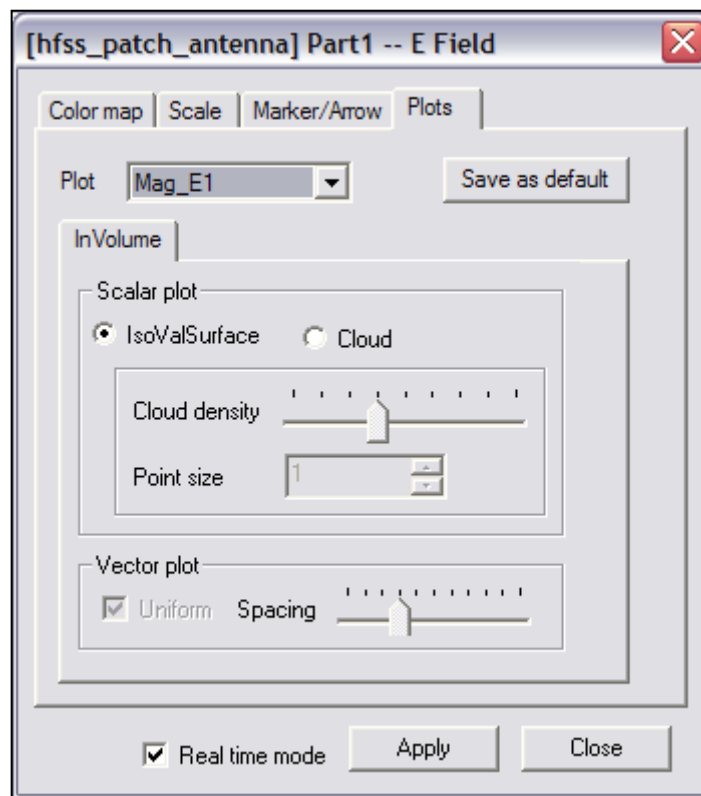 [hfss_patch_antenna] Part1 -- E Field
Color map Scale Marker/Arrow Plots
Plot Mag_E1 Save as default
InVolume
Scalar plot
IsoValSurface Cloud
Cloud density
Point size 1
Vector plot
Uniform Spacing
Real time mode Apply Close